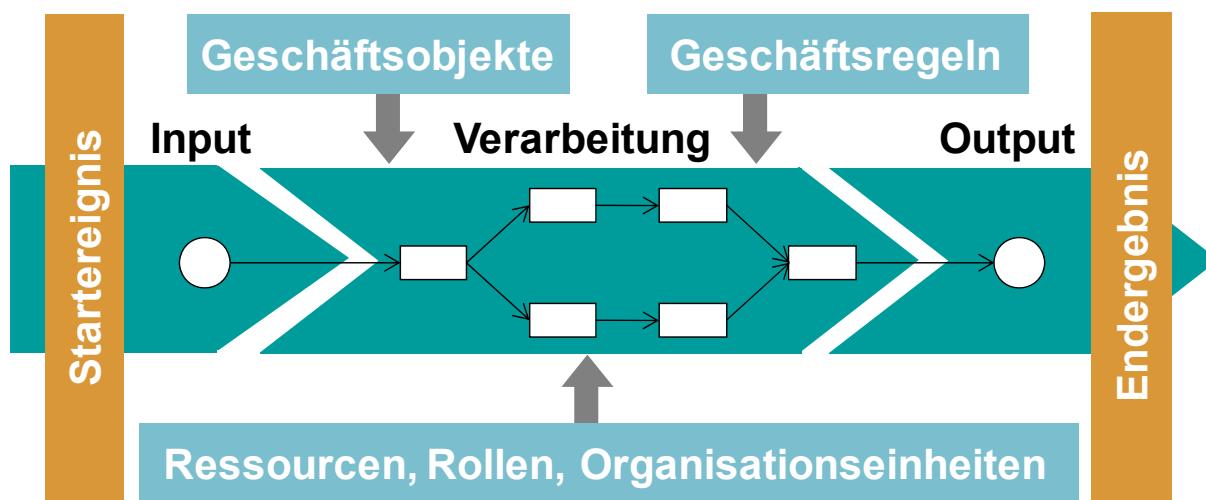 Startereignis
Geschäftsobjekte
Geschäftsregeln
Input
Verarbeitung
Output
Ressourcen, Rollen, Organisationseinheiten
Endergebnis